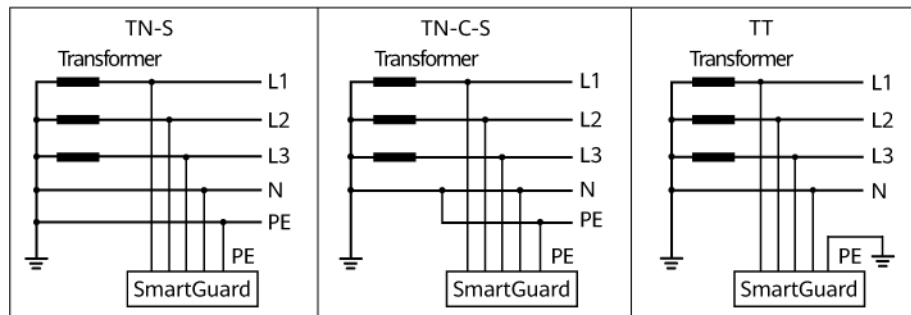 TN-S
Transformer
L1
L2
L3
N
PE
PE
SmartGuard
TN-C-S
Transformer
L1
L2
L3
N
PE
PE
SmartGuard
TT
Transformer
L1
L2
L3
N
PE
SmartGuard